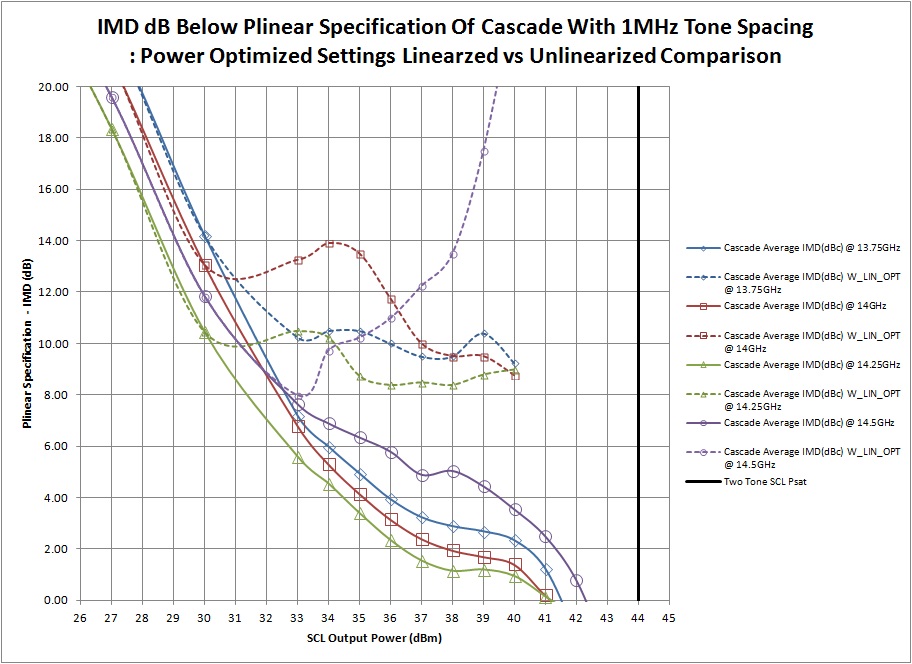 IMD dB Below Plinear Specification Of Cascade With 1MHz Tone Spacing
: Power Optimized Settings Linearzed vs Unlinearized Comparison
Plinear Specification - IMD (dB)
20.00
18.00
16.00
14.00
12.00
10.00
8.00
6.00
4.00
2.00
0.00
26 27 28 29 30 31 32 33 34 35 36 37 38 39 40 41 42 43 44 45
SCL Output Power (dBm)
Cascade Average IMD(dBc) @ 13.75GHz
Cascade Average IMD(dBc) W_LIN_OPT
@ 13.75GHz
Cascade Average IMD(dBc) @ 14GHz
Cascade Average IMD(dBc) W_LIN_OPT
@ 14GHz
Cascade Average IMD(dBc) @ 14.25GHz
Cascade Average IMD(dBc) W_LIN_OPT
@ 14.25GHz
Cascade Average IMD(dBc) @ 14.5GHz
Cascade Average IMD(dBc) W_LIN_OPT
@ 14.5GHz
Two Tone SCL Psat